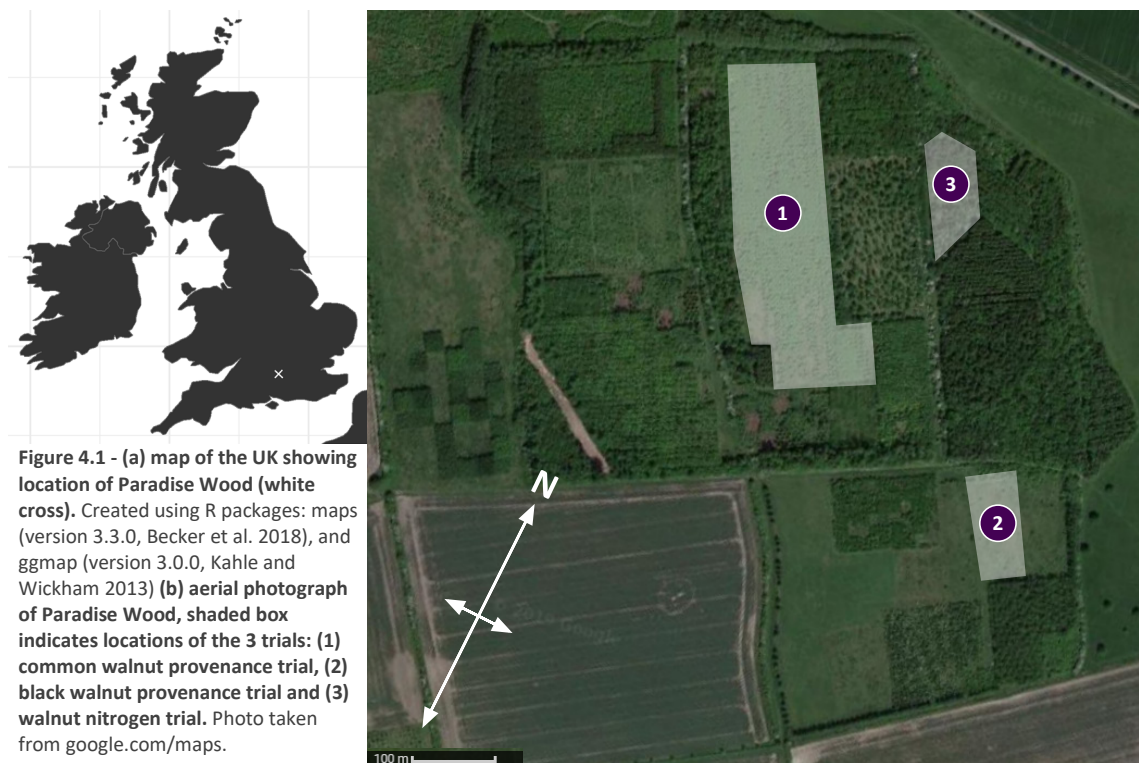 Figure 4.1 - (a) map of the UK showing
location of Paradise Wood (white
cross). Created using R packages: maps
(version 3.3.0, Becker et al. 2018), and
ggmap (version 3.0.0, Kahle and
Wickham 2013) (b) aerial photograph
of Paradise Wood, shaded box
indicates locations of the 3 trials: (1)
common walnut provenance trial, (2)
black walnut provenance trial and (3)
walnut nitrogen trial. Photo taken
from google.com/maps.
1
3
2
N
100 m